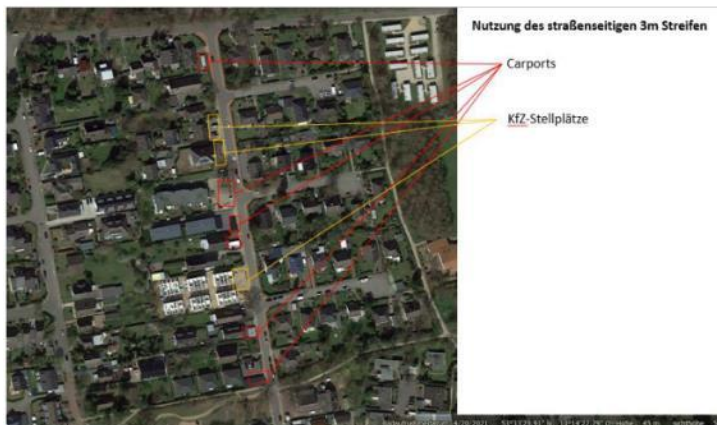 Nutzung des straßenseitigen 3m Streifen
Carports
KfZ-Stellplätze